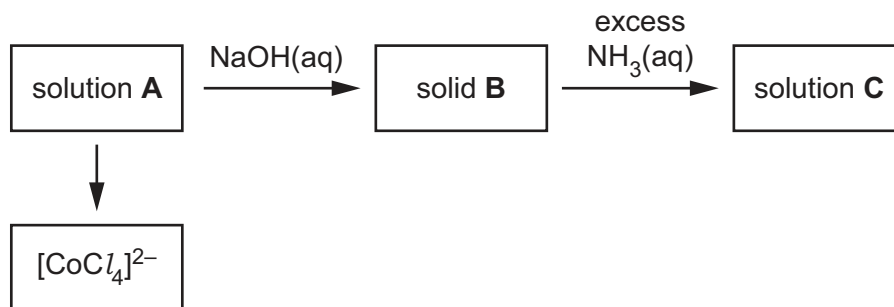 excess
NaOH(aq) NH₃(aq)
solution A solid B solution C
[CoCl₄]²⁻